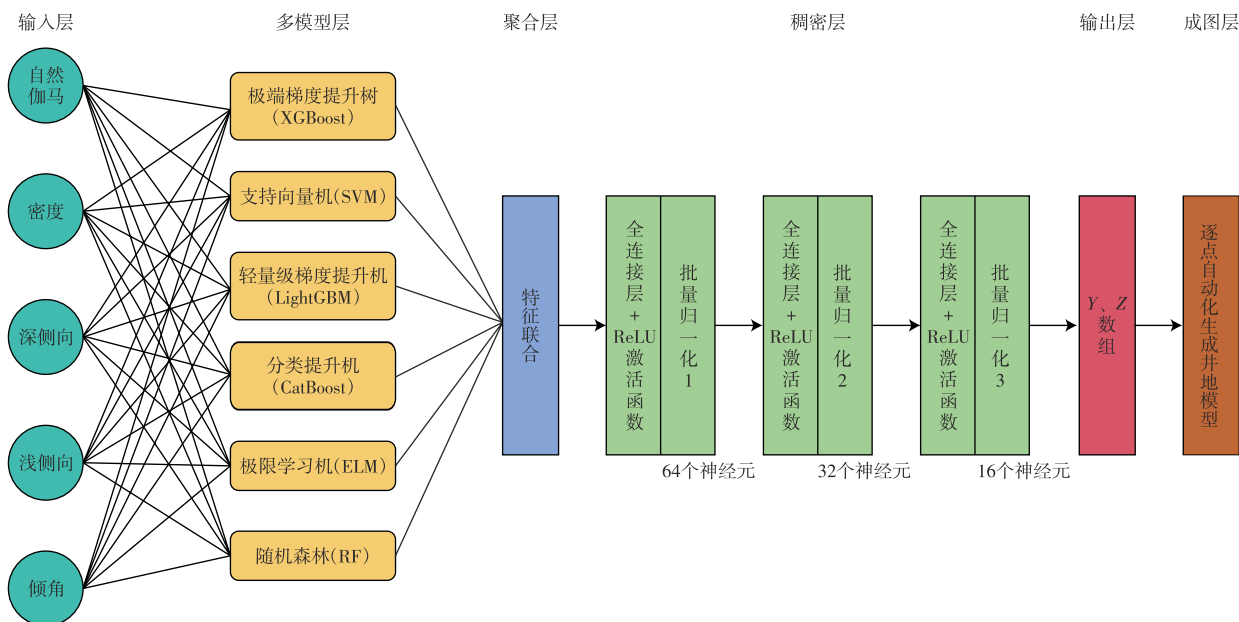 输入层
多模型层
聚合层
稠密层
输出层
成图层
自然
伽马
密度
深侧向
浅侧向
倾角
极端梯度提升树
(XGBoost)
支持向量机(SVM)
轻量级梯度提升机
(LightGBM)
分类提升机
(CatBoost)
极限学习机(ELM)
随机森林(RF)
特征联合
全连接层+ReLU激活函数
批量归一化1
64个神经元
全连接层+ReLU激活函数
批量归一化2
32个神经元
全连接层+ReLU激活函数
批量归一化3
16个神经元
Y、Z
数
组
逐点自动化生成井地模型